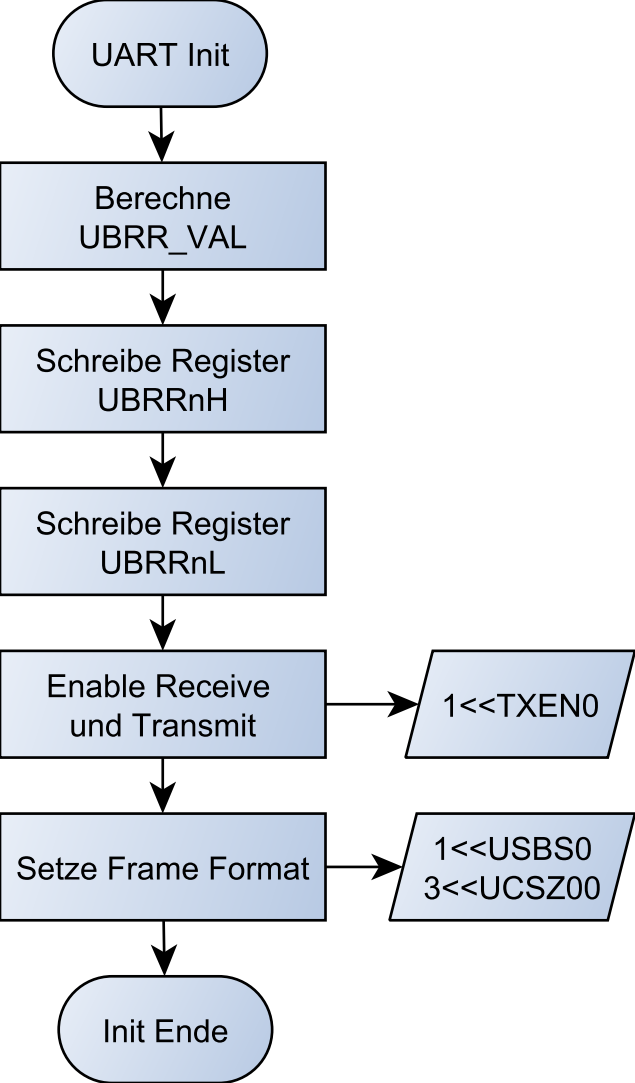 UART Init
Berechne
UBRR_VAL
Schreibe Register
UBRRnH
Schreibe Register
UBRRnL
Enable Receive
und Transmit
1<<TXEN0
Setze Frame Format
1<<USBS0
3<<UCSZ00
Init Ende